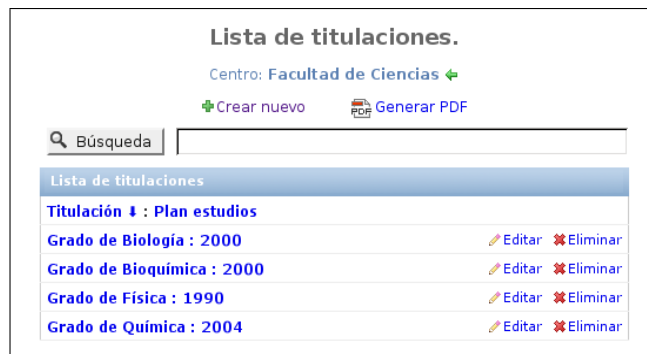 Lista de titulaciones.
Centro: Facultad de Ciencias
Crear nuevo PDF Generar PDF
Búsqueda
Lista de titulaciones
Titulación : Plan estudios
Grado de Biología : 2000 Editar Eliminar
Grado de Bioquímica : 2000 Editar Eliminar
Grado de Física : 1990 Editar Eliminar
Grado de Química : 2004 Editar Eliminar